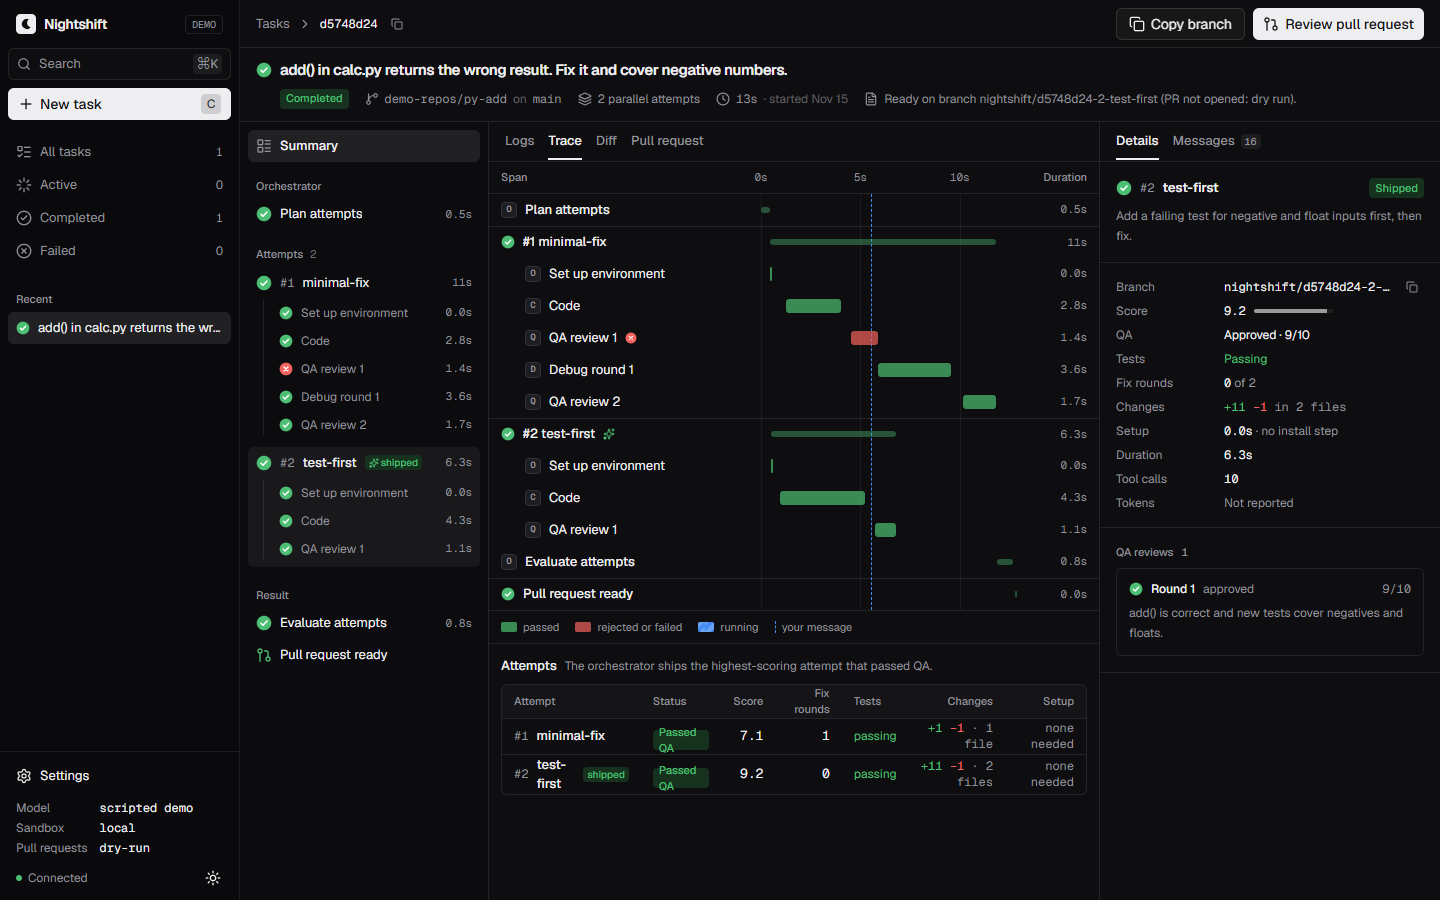 Nightshift
DEMO
Search
⌘K
New task
C
All tasks 1
Active 0
Completed 1
Failed 0
Recent
add() in calc.py returns the wr...
Settings
Model scripted demo
Sandbox local
Pull requests dry-run
Connected
Tasks > d5748d24
Copy branch
Review pull request
add() in calc.py returns the wrong result. Fix it and cover negative numbers.
Completed demo-repos/py-add on main 2 parallel attempts 13s · started Nov 15 Ready on branch nightshift/d5748d24-2-test-first (PR not opened: dry run).
Summary
Orchestrator
Plan attempts 0.5s
Attempts 2
#1 minimal-fix 11s
Set up environment 0.0s
Code 2.8s
QA review 1 1.4s
Debug round 1 3.6s
QA review 2 1.7s
#2 test-first shipped 6.3s
Set up environment 0.0s
Code 4.3s
QA review 1 1.1s
Result
Evaluate attempts 0.8s
Pull request ready
Logs Trace Diff Pull request
Span 0s 5s 10s Duration
O Plan attempts 0.5s
#1 minimal-fix 11s
O Set up environment 0.0s
C Code 2.8s
Q QA review 1 1.4s
D Debug round 1 3.6s
Q QA review 2 1.7s
#2 test-first 6.3s
O Set up environment 0.0s
C Code 4.3s
Q QA review 1 1.1s
O Evaluate attempts 0.8s
Pull request ready 0.0s
passed rejected or failed running your message
Attempts The orchestrator ships the highest-scoring attempt that passed QA.
Attempt Status Score Fix rounds Tests Changes Setup
#1 minimal-fix Passed QA 7.1 1 passing +1 −1 · 1 file none needed
#2 test-first shipped Passed QA 9.2 0 passing +11 −1 · 2 files none needed
Details Messages 16
#2 test-first Shipped
Add a failing test for negative and float inputs first, then
fix.
Branch nightshift/d5748d24-2-…
Score 9.2
QA Approved · 9/10
Tests Passing
Fix rounds 0 of 2
Changes +11 −1 in 2 files
Setup 0.0s · no install step
Duration 6.3s
Tool calls 10
Tokens Not reported
QA reviews 1
Round 1 approved 9/10
add() is correct and new tests cover negatives and
floats.